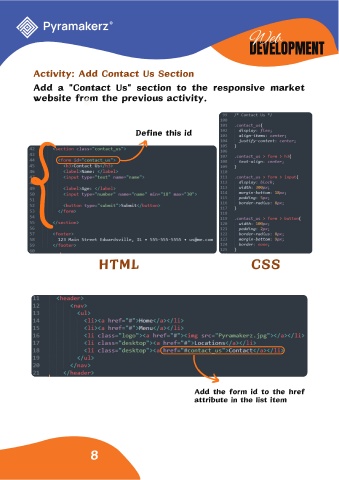 Pyramakerz®
Web
DEVELOPMENT
Activity: Add Contact Us Section
Add a "Contact Us" section to the responsive market
website from the previous activity.
Define this id
<section class="contact_us">
<form id="contact_us">
<h1>Contact Us</h1>
<label>Name: </label>
<input type="text" name="name">
<label>Age: </label>
<input type="number" name="name" min="18" max="30">
<button type="submit">Submit</button>
</form>
</section>
<footer>
123 Main Street Edwardsville, IL • 555-555-5555 •
</footer>
/* Contact Us */
.contact_us{
display: flex;
align-items: center;
justify-content: center;
}
.contact_us > form > h1{
text-align: center;
}
.contact_us > form > input{
display: block;
width: 300px;
margin-bottom: 10px;
padding: 5px;
border-radius: 8px;
}
.contact_us > form > button{
width: 100px;
padding: 5px;
border-radius: 8px;
margin-bottom: 8px;
border: none;
}
HTML
CSS
11 <header>
12 <nav>
13 <ul>
14 <li><a href="#">Home</a></li>
15 <li><a href="#">Menu</a></li>
16 <li class="logo"><a href="#"><img src="Pyramakerz.jpg"></a></li>
17 <li class="desktop"><a href="#">Locations</a></li>
18 <li class="desktop"><a href="#contact_us">Contact</a></li>
19 </ul>
20 </nav>
21 </header>
Add the form id to the href
attribute in the list item
8